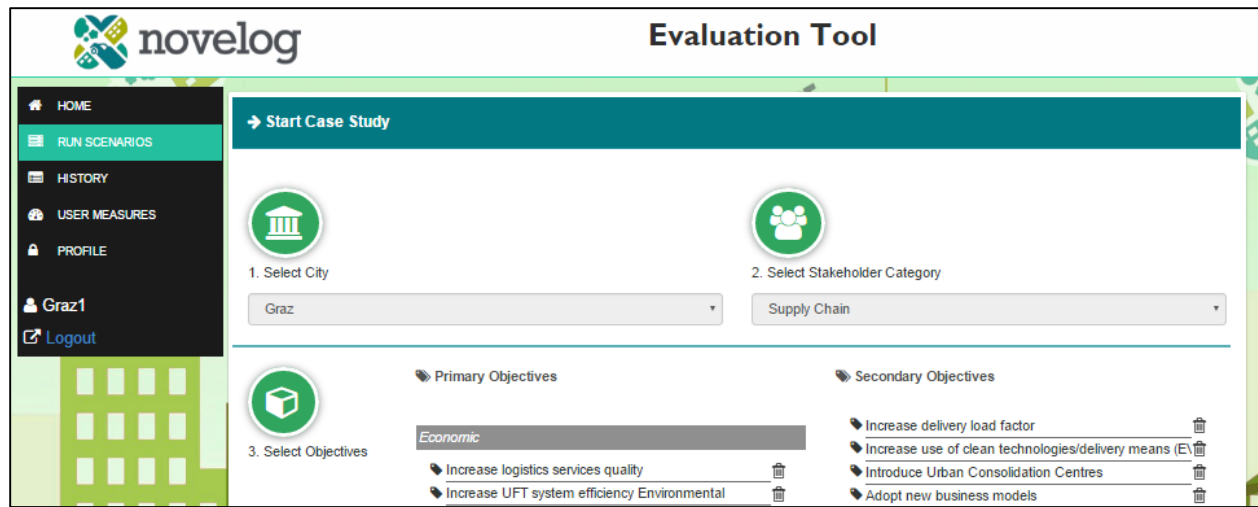 novelog
Evaluation Tool
HOME
RUN SCENARIOS
HISTORY
USER MEASURES
PROFILE
Graz1
Logout
Start Case Study
1. Select City
Graz
2. Select Stakeholder Category
Supply Chain
3. Select Objectives
Primary Objectives
Economic
Increase logistics services quality
Increase UFT system efficiency Environmental
Secondary Objectives
Increase delivery load factor
Increase use of clean technologies/delivery means (EV
Introduce Urban Consolidation Centres
Adopt new business models